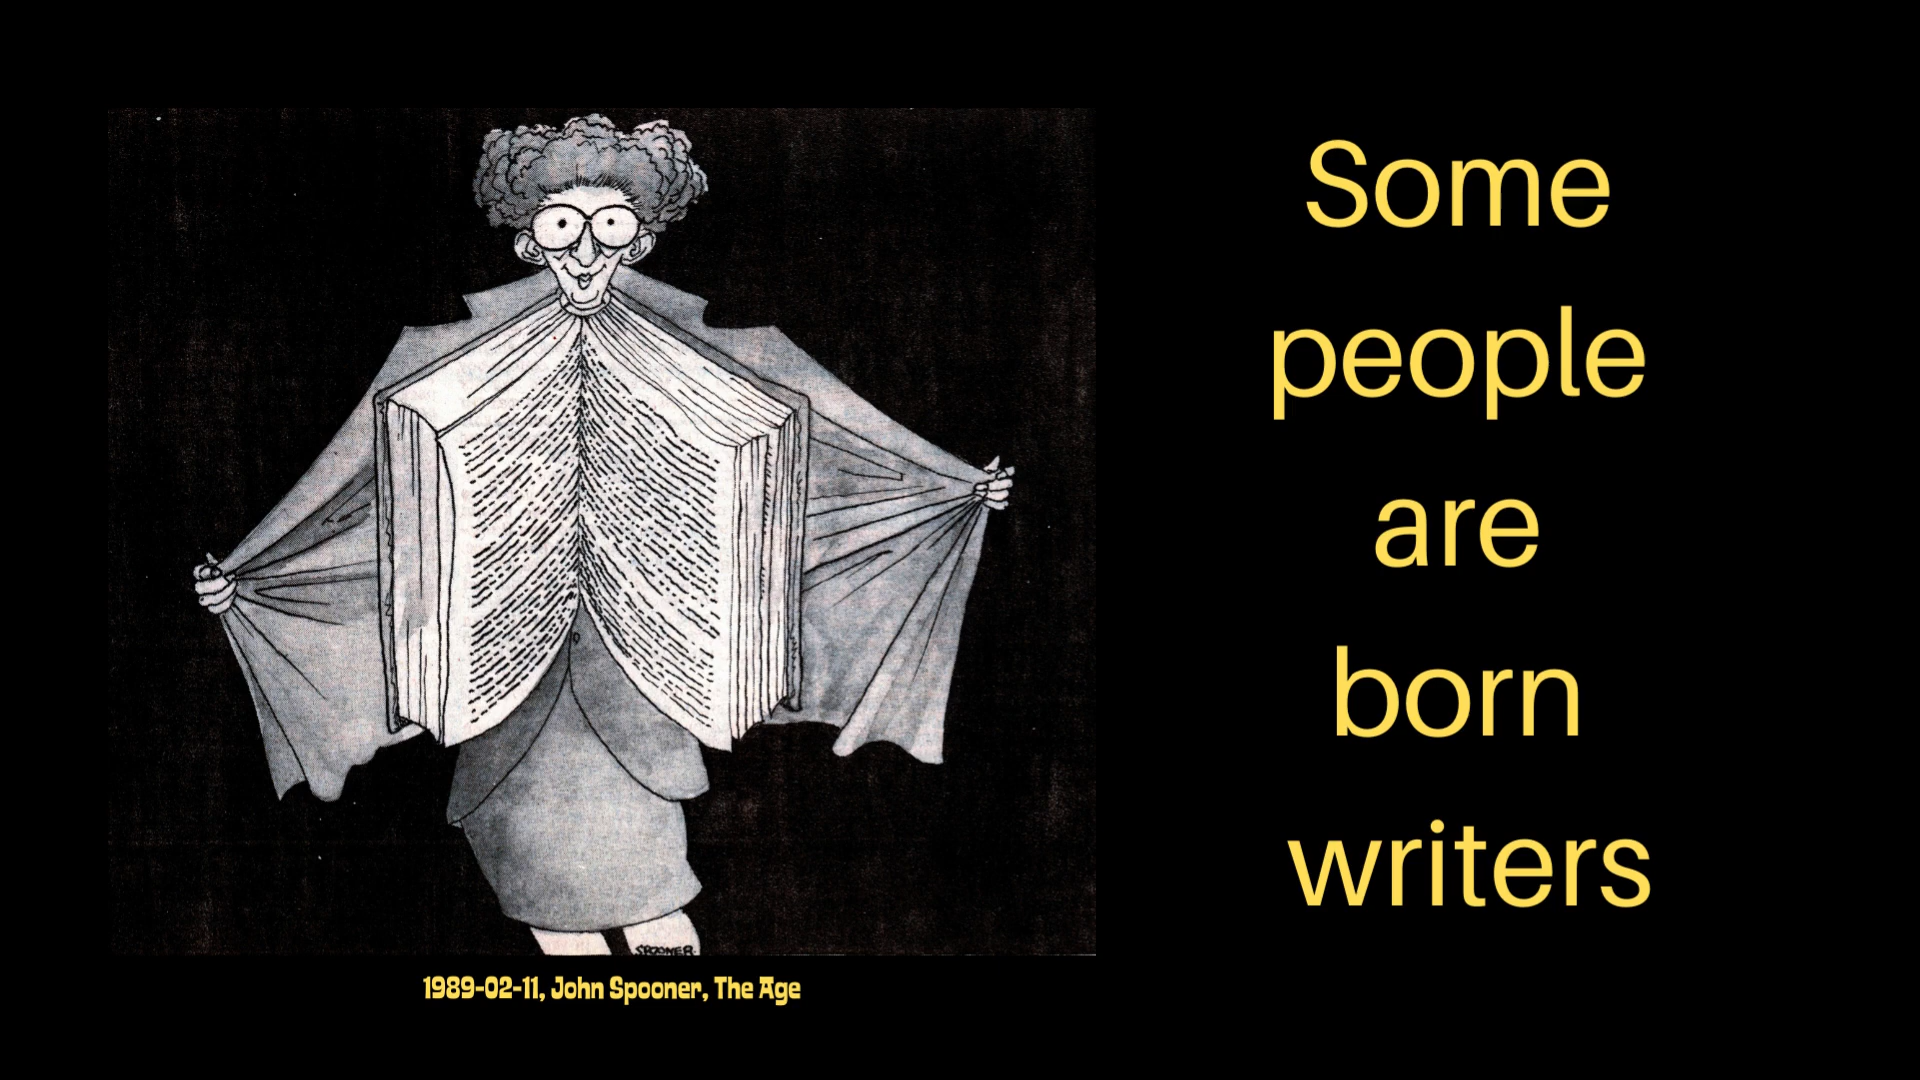 Some
people
are
born
writers
SPOONER.
1989-02-11, John Spooner, The Age